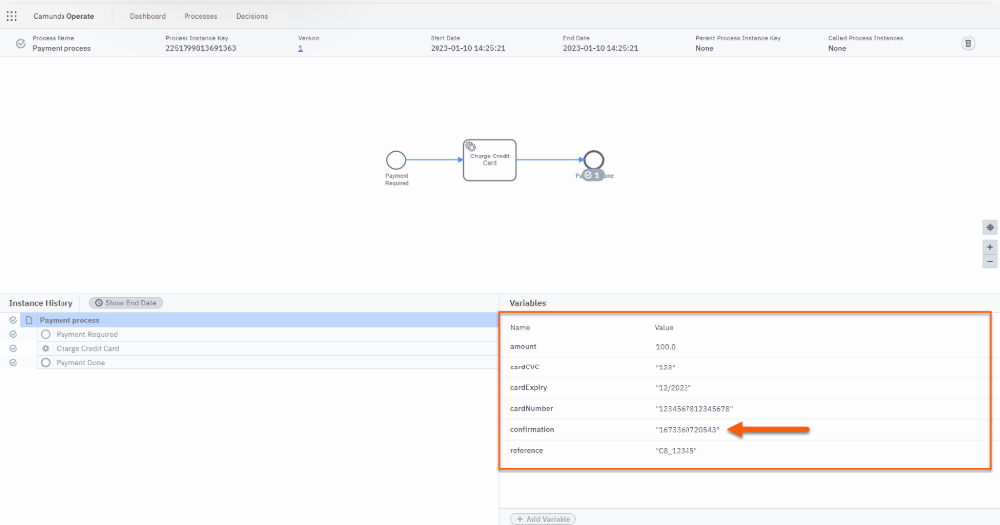 Camunda Operate Dashboard Processes Decisions
Process Name Process Instance Key Version Start Date End Date Parent Process Instance Key Called Process Instances
Payment process 2251799813691363 1 2023-01-10 14:25:21 2023-01-10 14:25:21 None None
Charge Credit
Card
Payment
Required
1
Instance History Show End Date
Payment process
Payment Required
Charge Credit Card
Payment Done
Variables
Name Value
amount 100.0
cardCVC "123"
cardExpiry "12/2023"
cardNumber "1234567812345678"
confirmation "1673360720543"
reference "C8_12345"
+ Add Variable